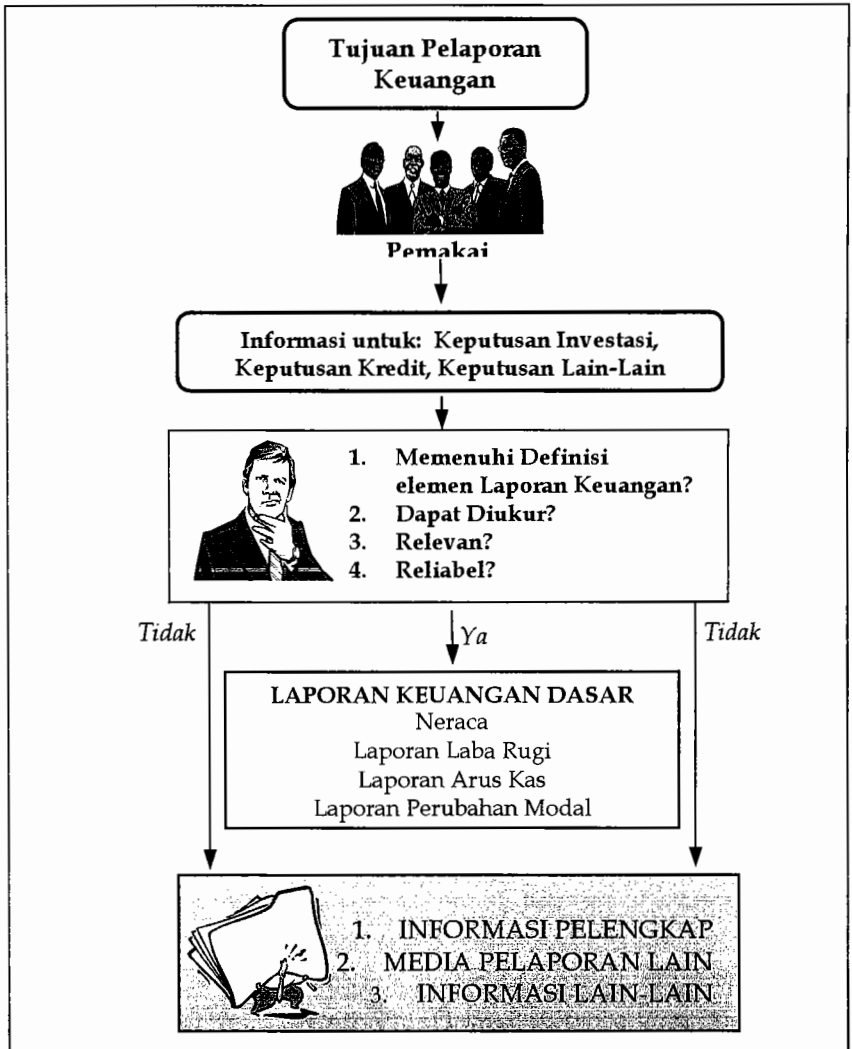 Tujuan Pelaporan
Keuangan
Pemakai
Informasi untuk: Keputusan Investasi,
Keputusan Kredit, Keputusan Lain-Lain
1. Memenuhi Definisi
elemen Laporan Keuangan?
2. Dapat Diukur?
3. Relevan?
4. Reliabel?
Tidak
Ya
Tidak
LAPORAN KEUANGAN DASAR
Neraca
Laporan Laba Rugi
Laporan Arus Kas
Laporan Perubahan Modal
1. INFORMASI PELENGKAP
2. MEDIA PELAPORAN LAIN
3. INFORMASI LAIN-LAIN